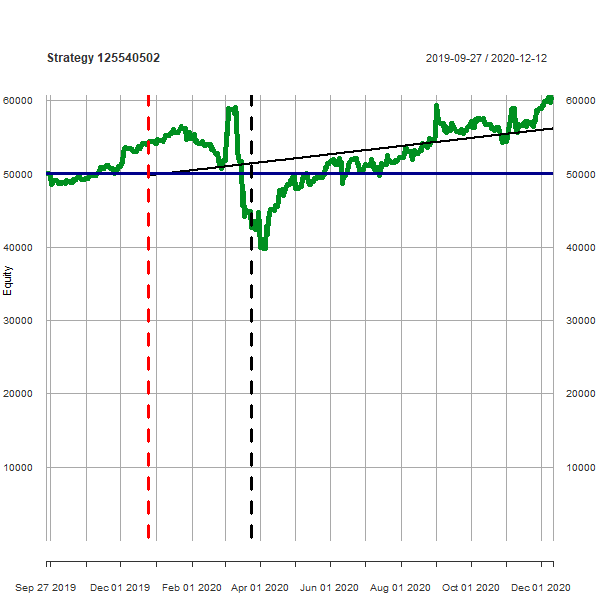 Strategy 125540502 2019-09-27 / 2020-12-12
60000 60000
50000 50000
40000 40000
30000 30000
20000 20000
10000 10000
Equity
Sep 27 2019 Dec 01 2019 Feb 01 2020 Apr 01 2020 Jun 01 2020 Aug 01 2020 Oct 01 2020 Dec 01 2020